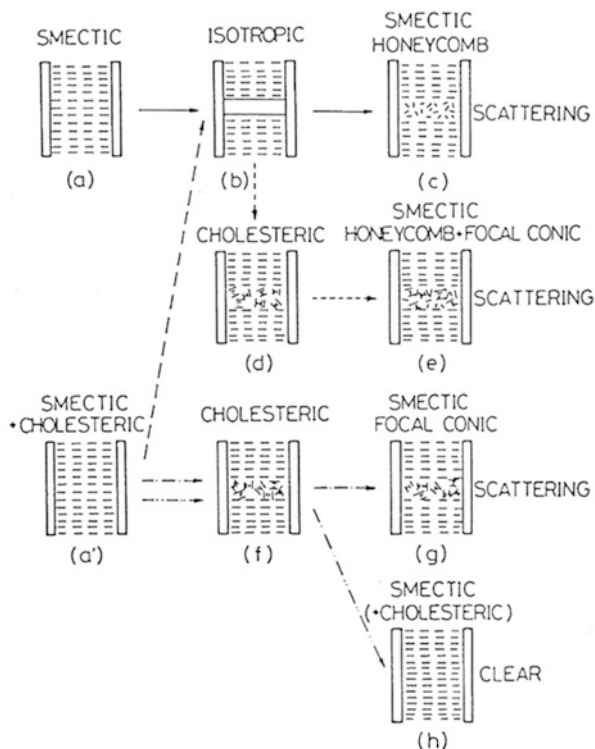 SMECTIC
ISOTROPIC
SMECTIC
HONEYCOMB
SCATTERING
(a)
(b)
(c)
CHOLESTERIC
SMECTIC
HONEYCOMB+FOCAL CONIC
SCATTERING
(d)
(e)
SMECTIC
+CHOLESTERIC
CHOLESTERIC
SMECTIC
FOCAL CONIC
SCATTERING
(a')
(f)
(g)
SMECTIC
(+CHOLESTERIC)
CLEAR
(h)